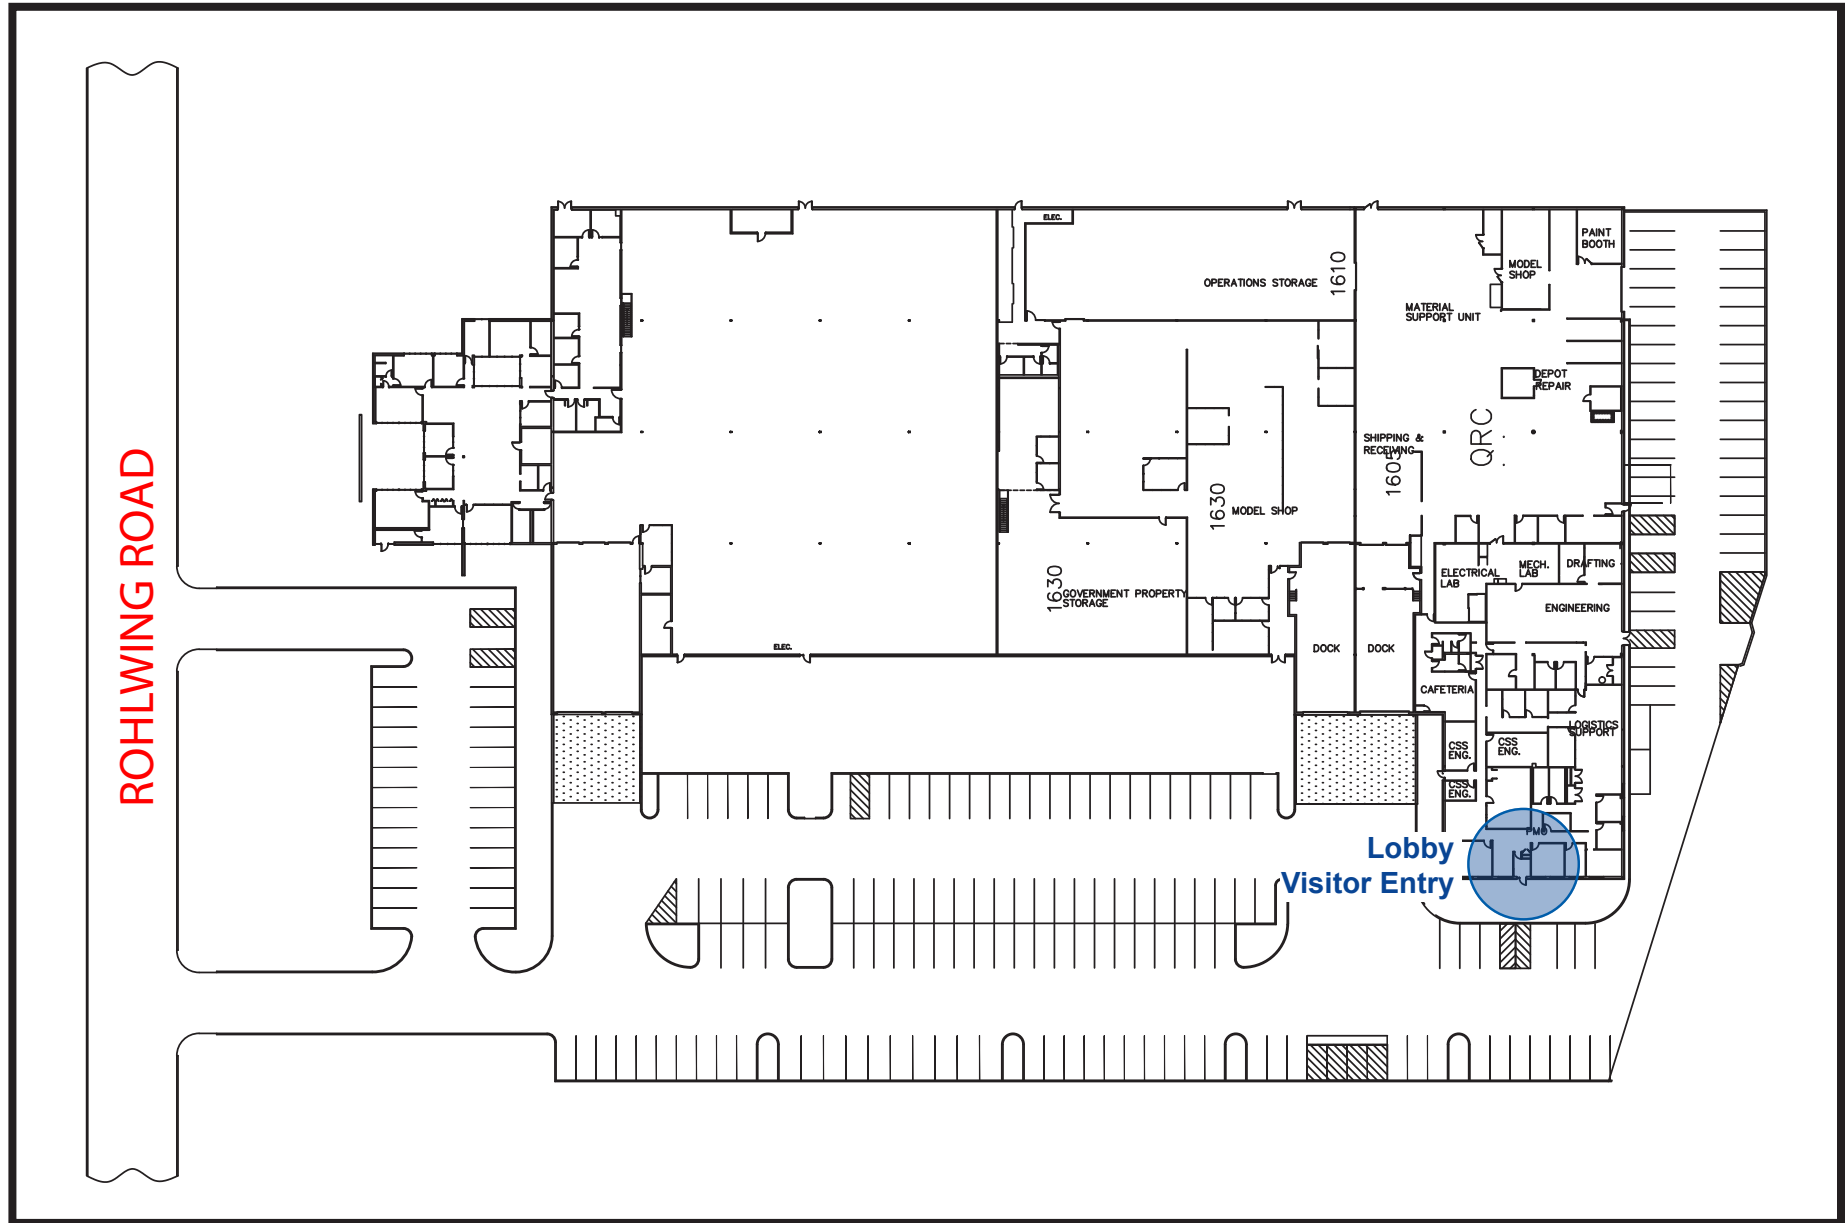 ROHLWING ROAD
ELEC.
OPERATIONS STORAGE
1610
PAINT
BOOTH
MODEL
SHOP
MATERIAL
SUPPORT UNIT
DEPOT
REPAIR
QRC
SHIPPING &
RECEIVING
1605
1630
MODEL SHOP
1630
GOVERNMENT PROPERTY
STORAGE
ELEC.
DOCK
DOCK
ELECTRICAL
LAB
MECH.
LAB
DRAFTING
ENGINEERING
CAFETERIA
LOGISTICS
SUPPORT
CSS
ENG.
CSS
ENG.
CSS
ENG.
PMO
Lobby
Visitor Entry